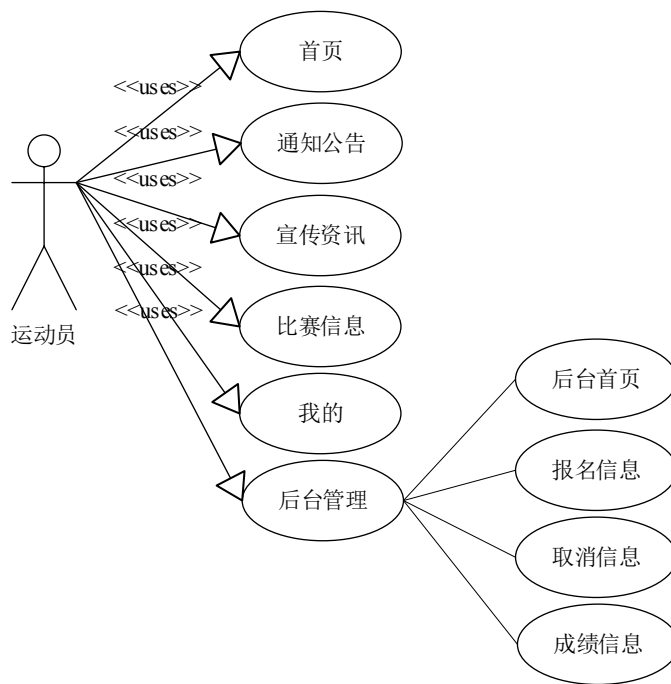 首页
<<uses>>
<<uses>>
通知公告
<<uses>>
宣传资讯
<<uses>>
<<uses>>
比赛信息
<<uses>>
运动员
后台首页
我的
报名信息
后台管理
取消信息
成绩信息